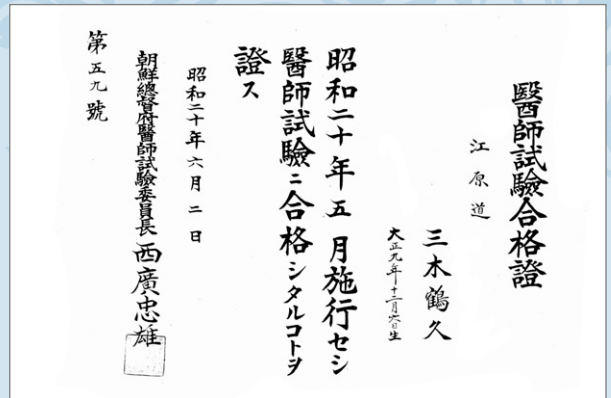 醫師試驗合格證
江原道
三木鶴久
大正九年十二月六日生
昭和二十年五月施行セシ
醫師試驗ニ合格シタルコトヲ
證ス
昭和二十年六月二日
朝鮮總督府醫師試驗委員長 西廣忠雄
第五九號